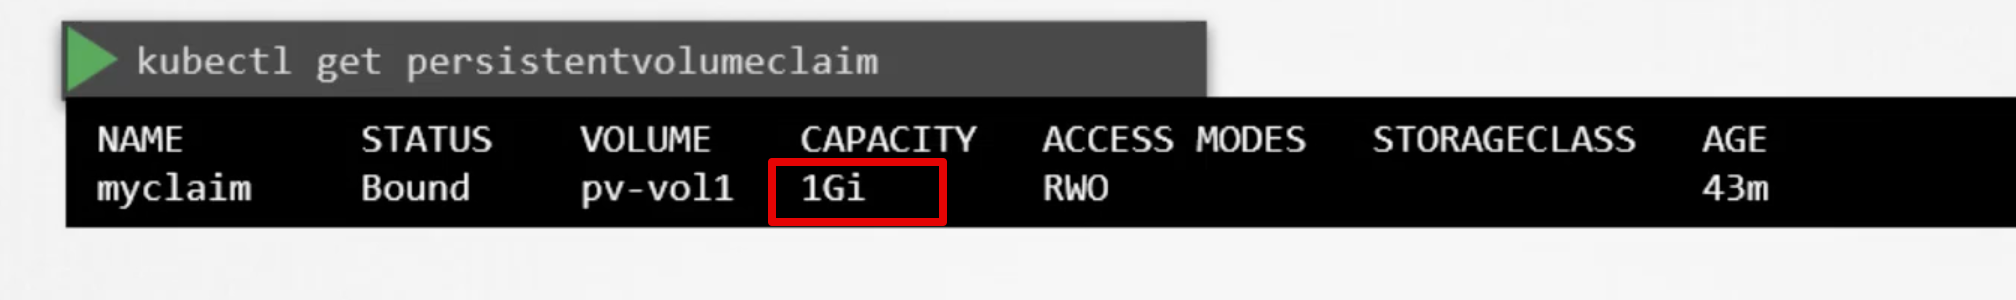 kubectl get persistentvolumeclaim
NAME STATUS VOLUME CAPACITY ACCESS MODES STORAGECLASS AGE
myclaim Bound pv-vol1 1Gi RWO 43m